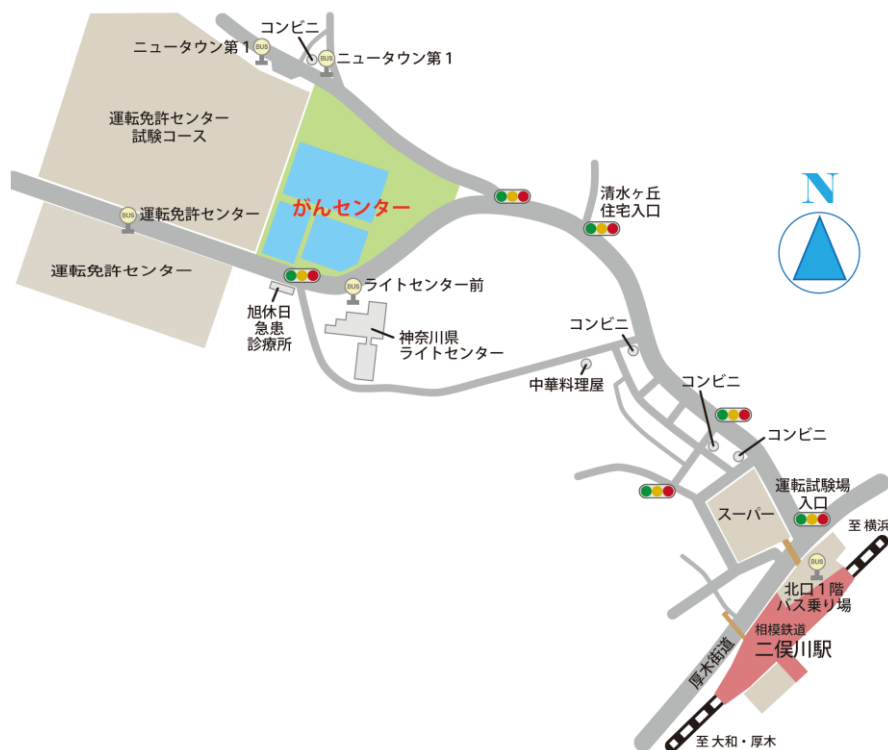 コンビニ
ニュータウン第1
BUS
BUS
ニュータウン第1
運転免許センター
試験コース
N
清水ヶ丘
住宅入口
がんセンター
BUS
運転免許センター
運転免許センター
BUS
ライトセンター前
旭休日
急患
診療所
神奈川県
ライトセンター
コンビニ
中華料理屋
コンビニ
コンビニ
運転試験場
入口
スーパー
至 横浜
BUS
北口1階
バス乗り場
相模鉄道
二俣川駅
厚木街道
至 大和・厚木